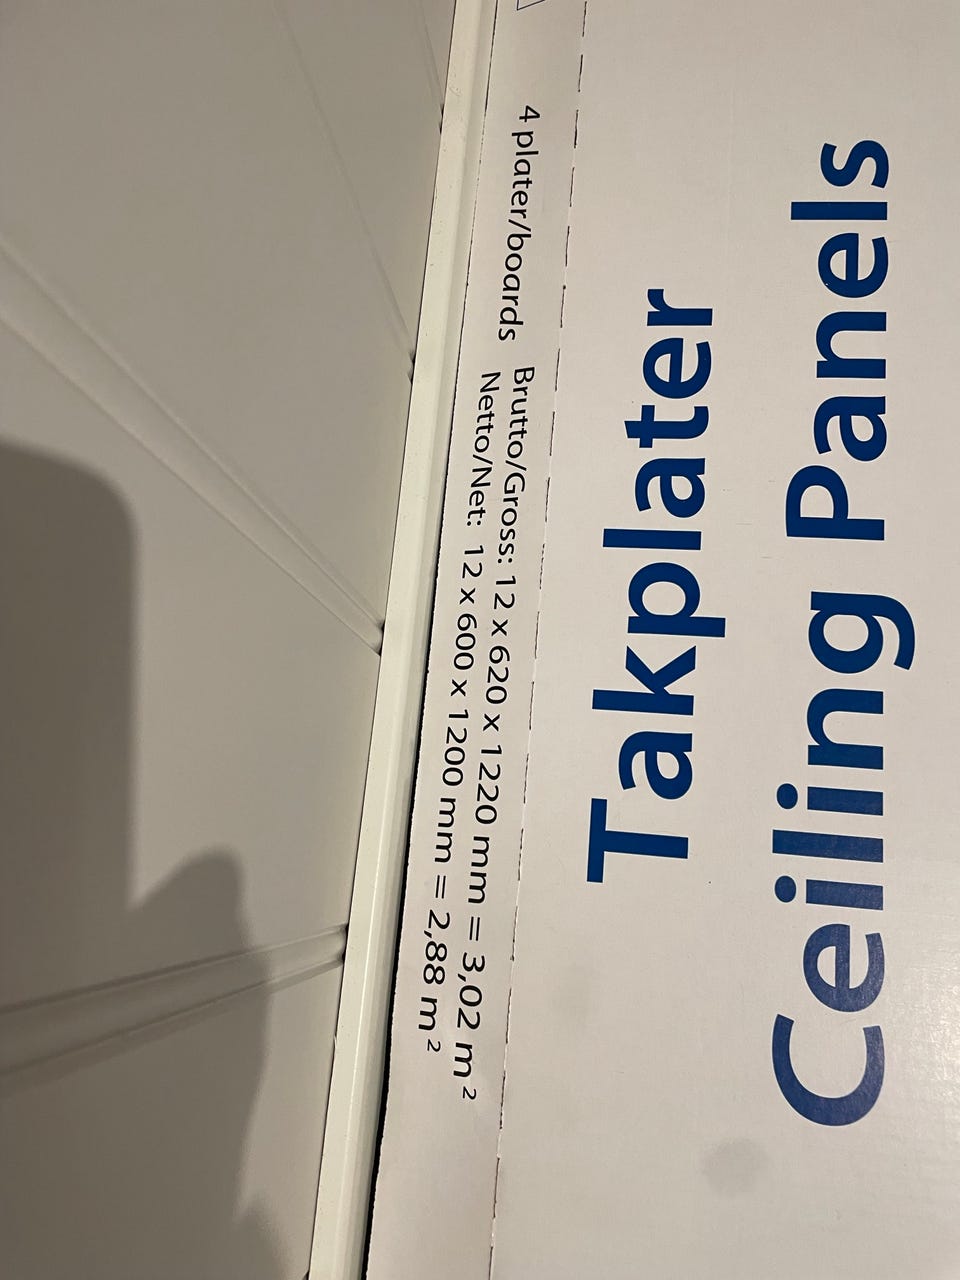 Takplater
Ceiling Panels
4 plater/boards
Brutto/Gross: 12 x 620 x 1220 mm = 3,02 m²
Netto/Net: 12 x 600 x 1200 mm = 2,88 m²